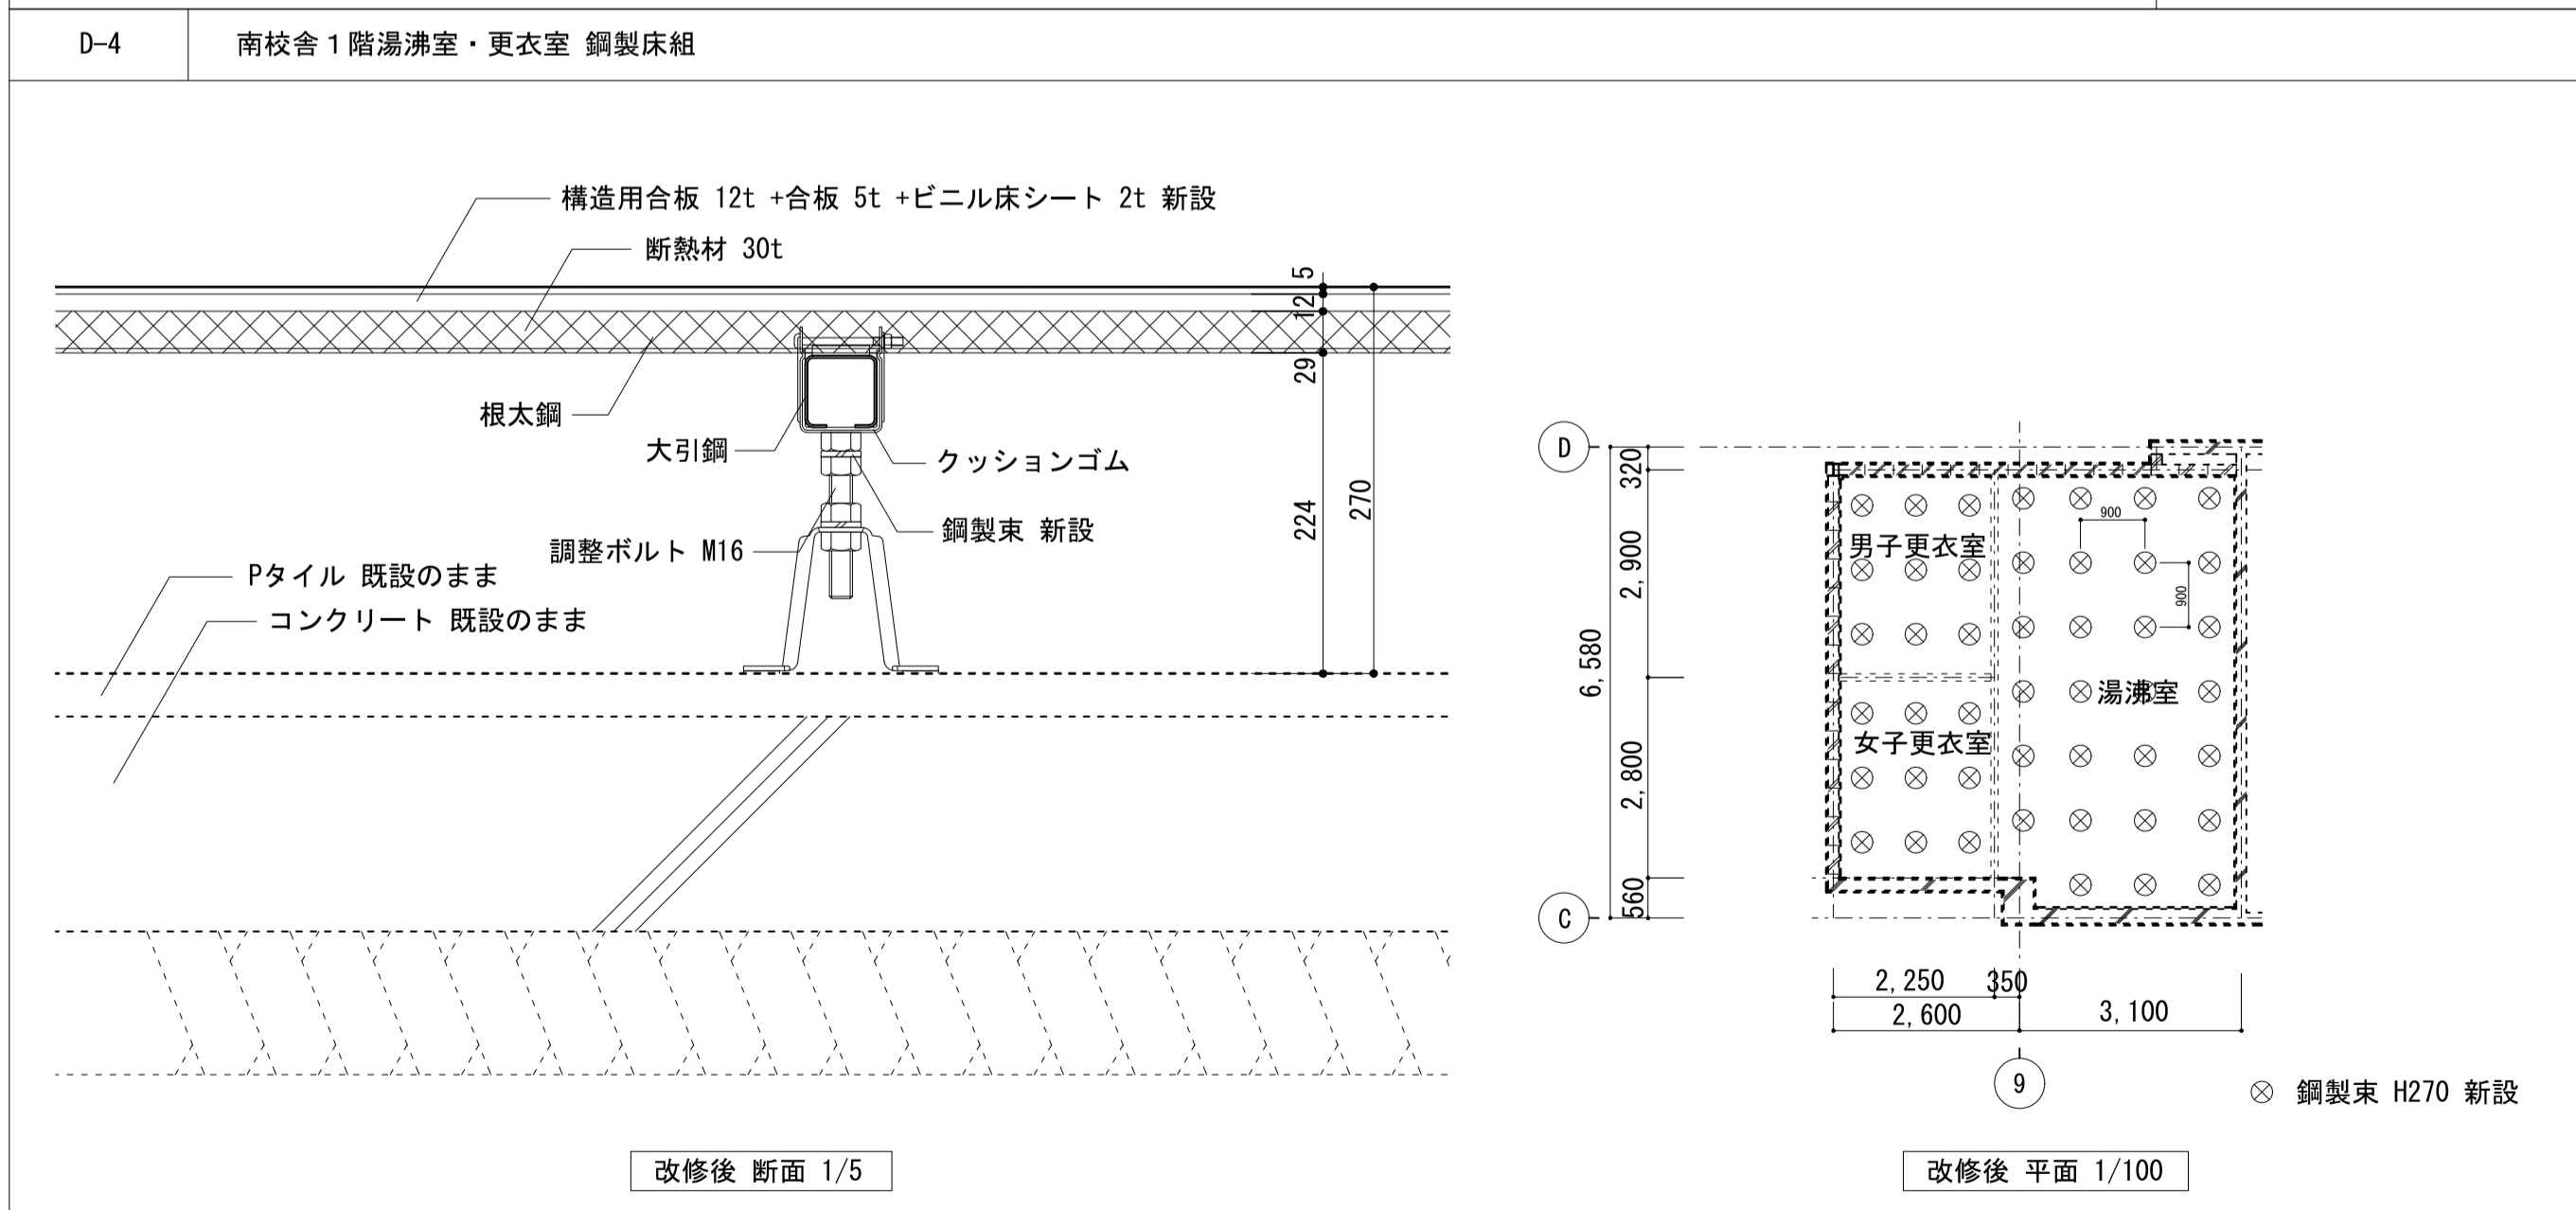 D-4 南校舎1階湯沸室・更衣室 鋼製床組
構造用合板 12t +合板 5t +ビニル床シート 2t 新設
断熱材 30t
根太鋼
大引鋼
クッションゴム
鋼製束 新設
調整ボルト M16
Pタイル 既設のまま
コンクリート 既設のまま
5
12
29
224
270
改修後 断面 1/5
D
C
320
2,900
2,800
560
6,580
男子更衣室
女子更衣室
湯沸室
900
900
2,250
350
2,600
3,100
9
鋼製束 H270 新設
改修後 平面 1/100